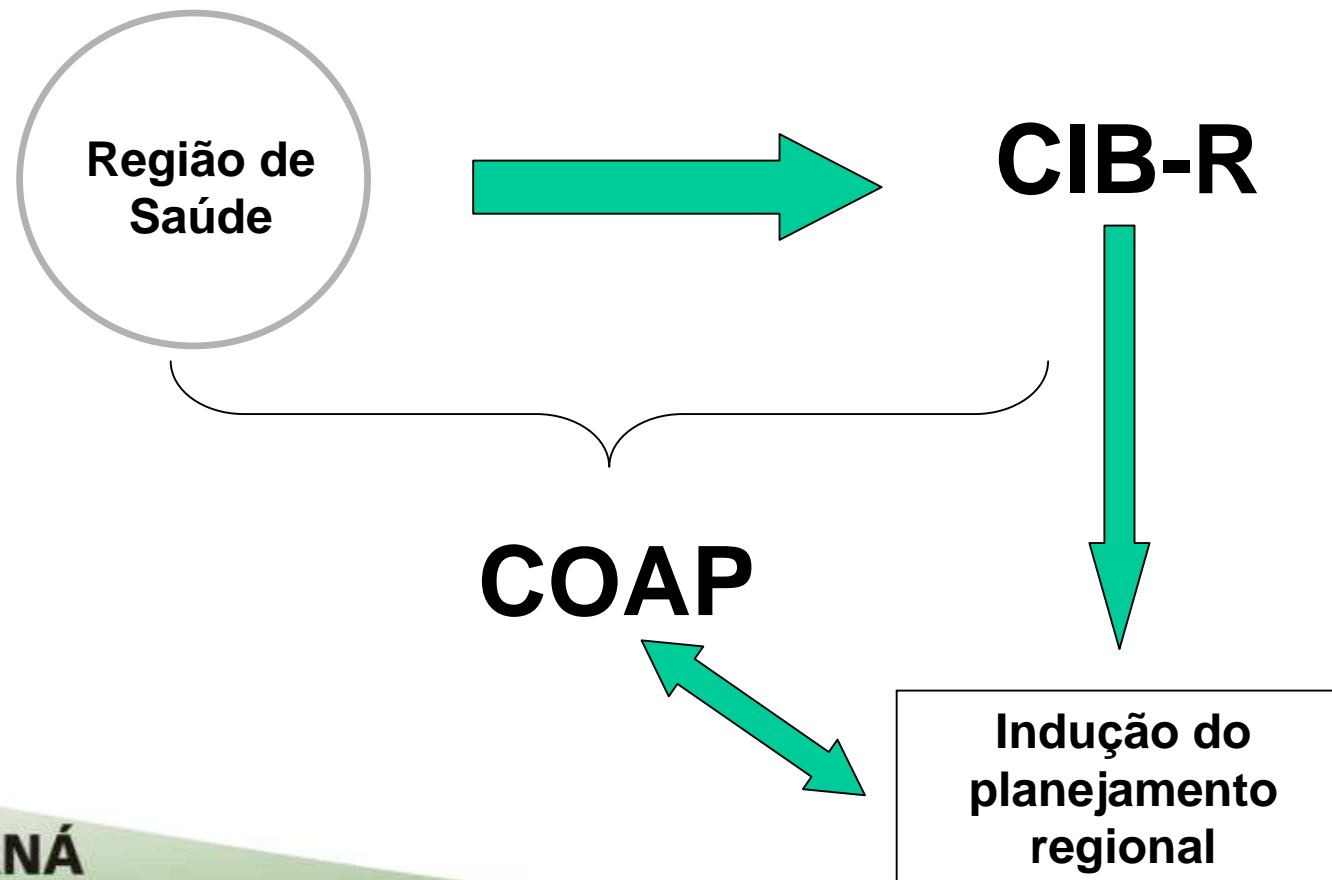 Região de
Saúde
CIB-R
COAP
Indução do
planejamento
regional
NÁ